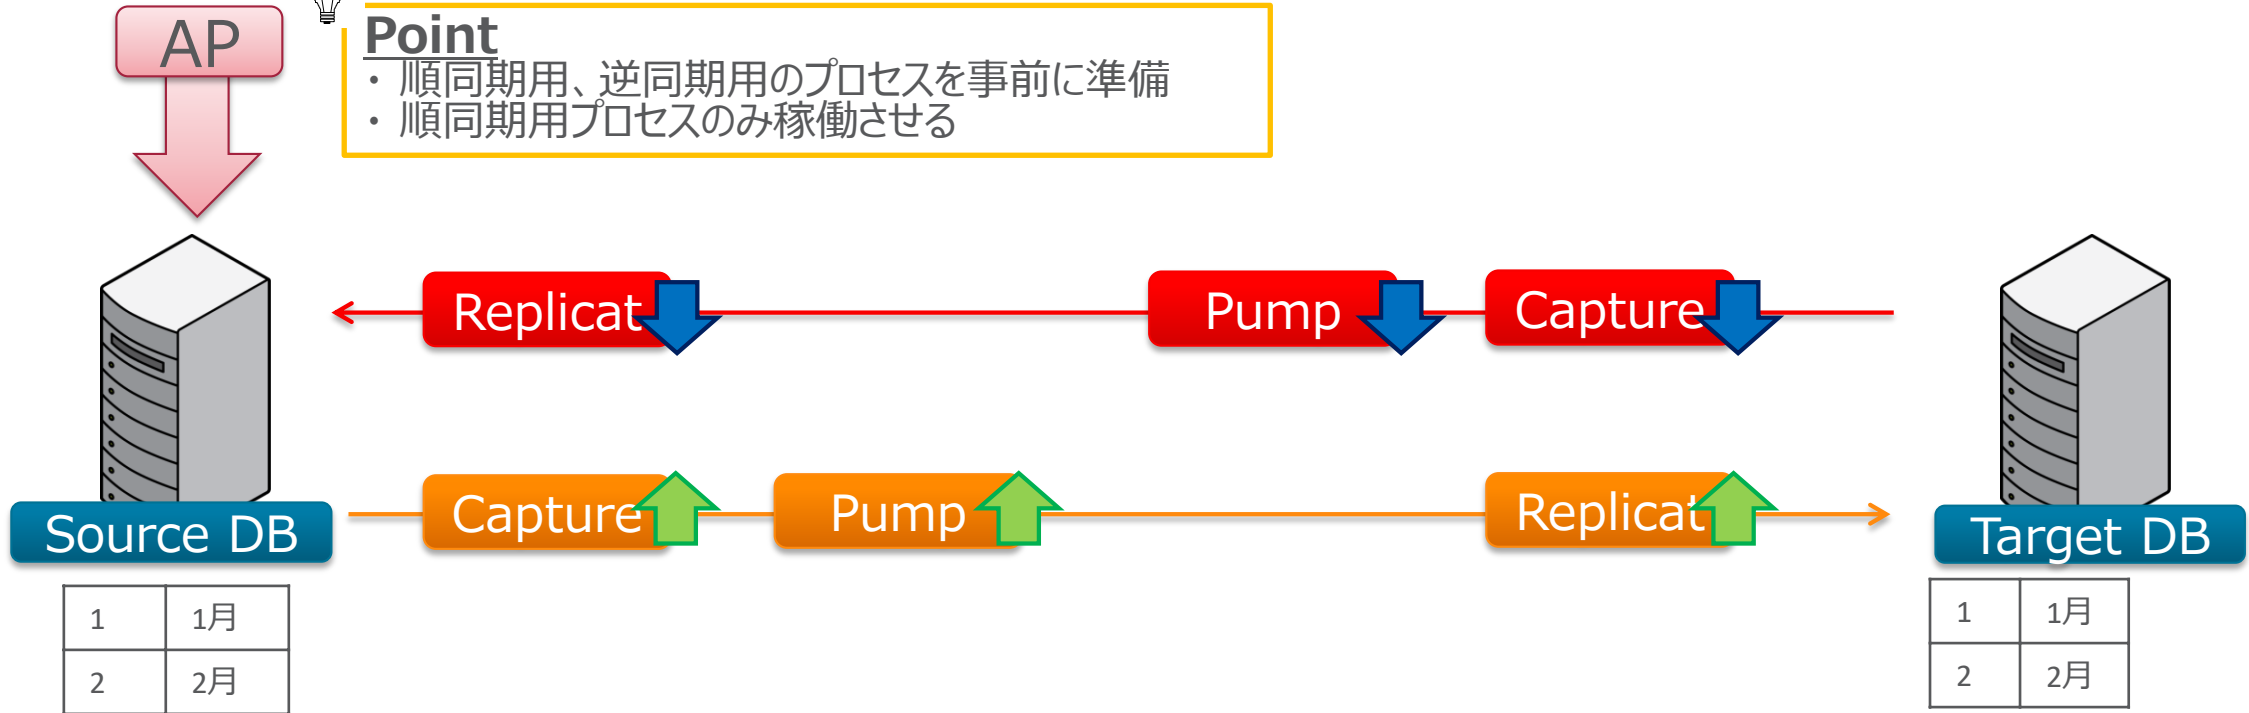 AP
Point
・ 順同期用、逆同期用のプロセスを事前に準備
・ 順同期用プロセスのみ稼働させる
Replicat
Pump
Capture
Capture
Pump
Replicat
Source DB
Target DB
1 1月
2 2月
1 1月
2 2月